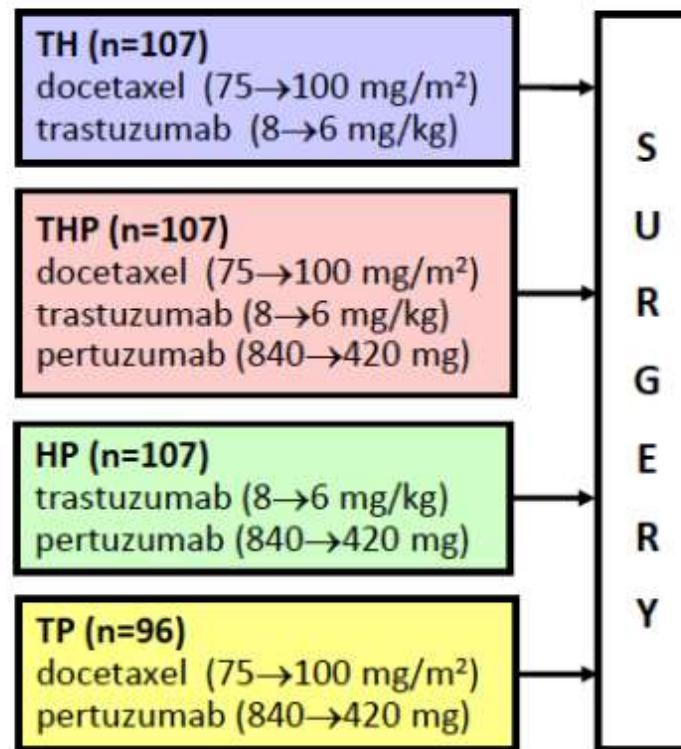 TH (n=107)
docetaxel (75→100 mg/m²)
trastuzumab (8→6 mg/kg)
THP (n=107)
docetaxel (75→100 mg/m²)
trastuzumab (8→6 mg/kg)
pertuzumab (840→420 mg)
HP (n=107)
trastuzumab (8→6 mg/kg)
pertuzumab (840→420 mg)
TP (n=96)
docetaxel (75→100 mg/m²)
pertuzumab (840→420 mg)
S
U
R
G
E
R
Y